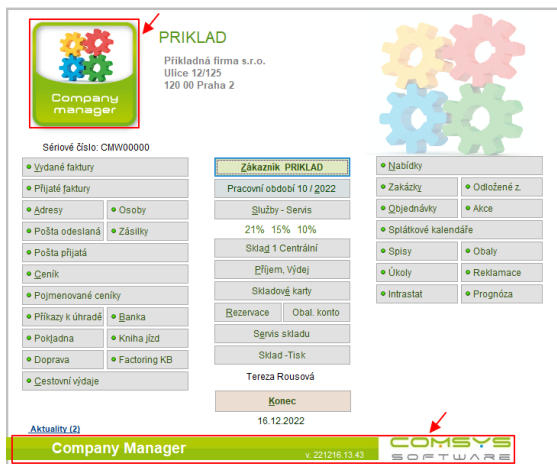 Company
manager
PRIKLAD
Příkladná firma s.r.o.
Ulice 12/125
120 00 Praha 2
Sériové číslo: CMW00000
Vydané faktury
Přijaté faktury
Adresy
Osoby
Pošta odeslaná
Zásilky
Pošta přijatá
Ceník
Pojmenované ceníky
Příkazy k úhradě
Banka
Pokladna
Kniha jízd
Doprava
Factoring KB
Cestovní výdaje
Aktuality (2)
Zákazník PRIKLAD
Pracovní období 10 / 2022
Služby - Servis
21% 15% 10%
Sklad 1 Centrální
Příjem, Výdej
Skladové karty
Rezervace
Obal. konto
Servis skladu
Sklad -Tisk
Tereza Rousová
Konec
16.12.2022
Nabídky
Zakázky
Odložené z.
Objednávky
Akce
Splátkové kalendáře
Spisy
Obaly
Úkoly
Reklamace
Intrastat
Prognóza
Company Manager
v. 221216.13.43
COMSYS
SOFTWARE